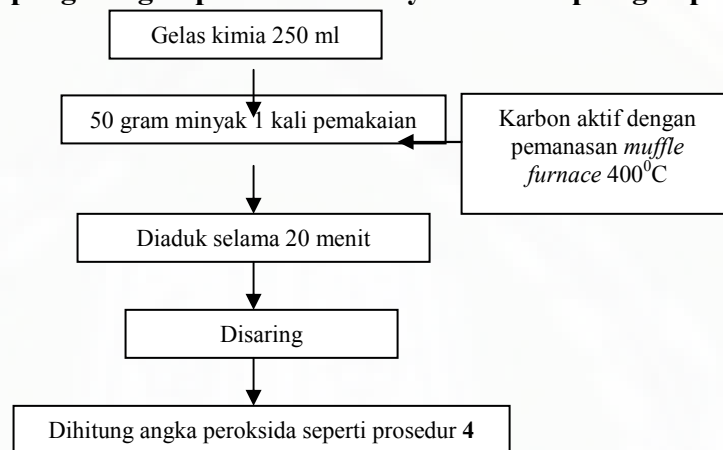 Gelas kimia 250 ml
50 gram minyak 1 kali pemakaian
Karbon aktif dengan
pemanasan muffle
furnace 400⁰C
Diaduk selama 20 menit
Disaring
Dihitung angka peroksida seperti prosedur 4